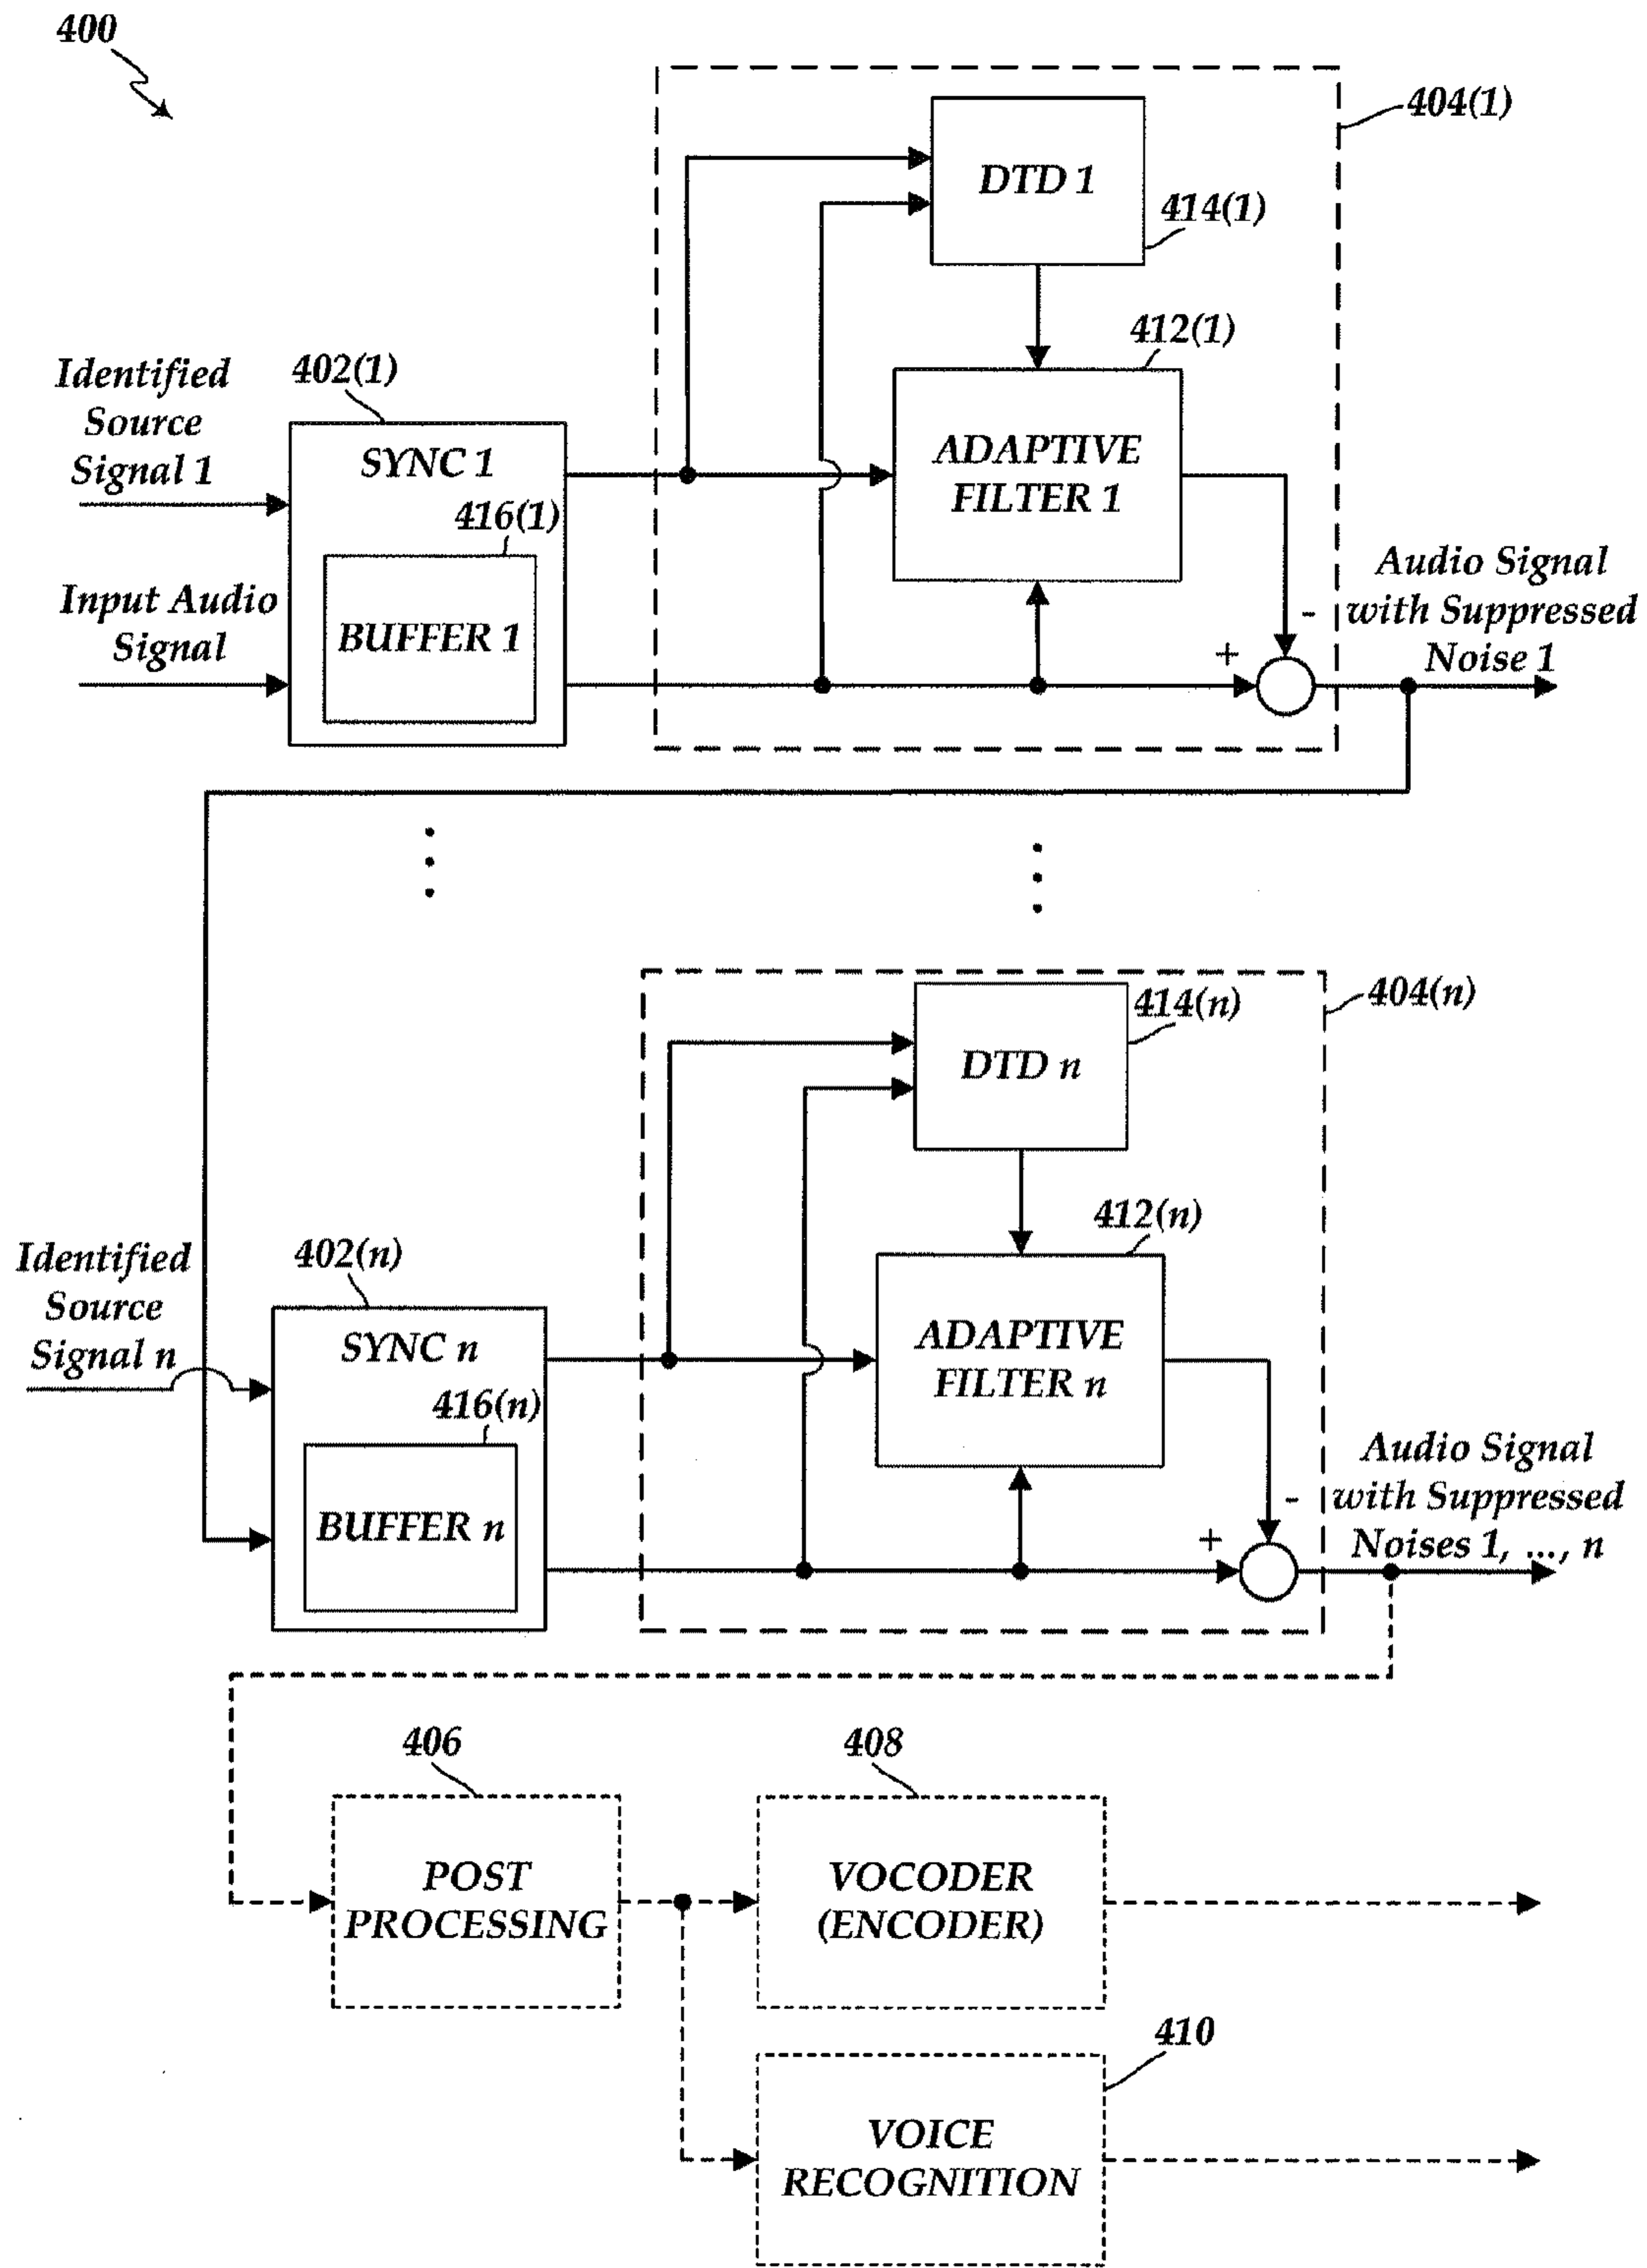 400
404(1)
DTD 1
414(1)
412(1)
Identified
Source
Signal 1
402(1)
SYNC 1
416(1)
ADAPTIVE
FILTER 1
Input Audio
Signal
BUFFER 1
Audio Signal
with Suppressed
Noise 1
-
+
404(n)
414(n)
DTD n
412(n)
Identified
Source
Signal n
402(n)
SYNC n
416(n)
ADAPTIVE
FILTER n
BUFFER n
Audio Signal
with Suppressed
Noises 1, ..., n
-
+
406
408
POST
PROCESSING
VOCODER
(ENCODER)
410
VOICE
RECOGNITION